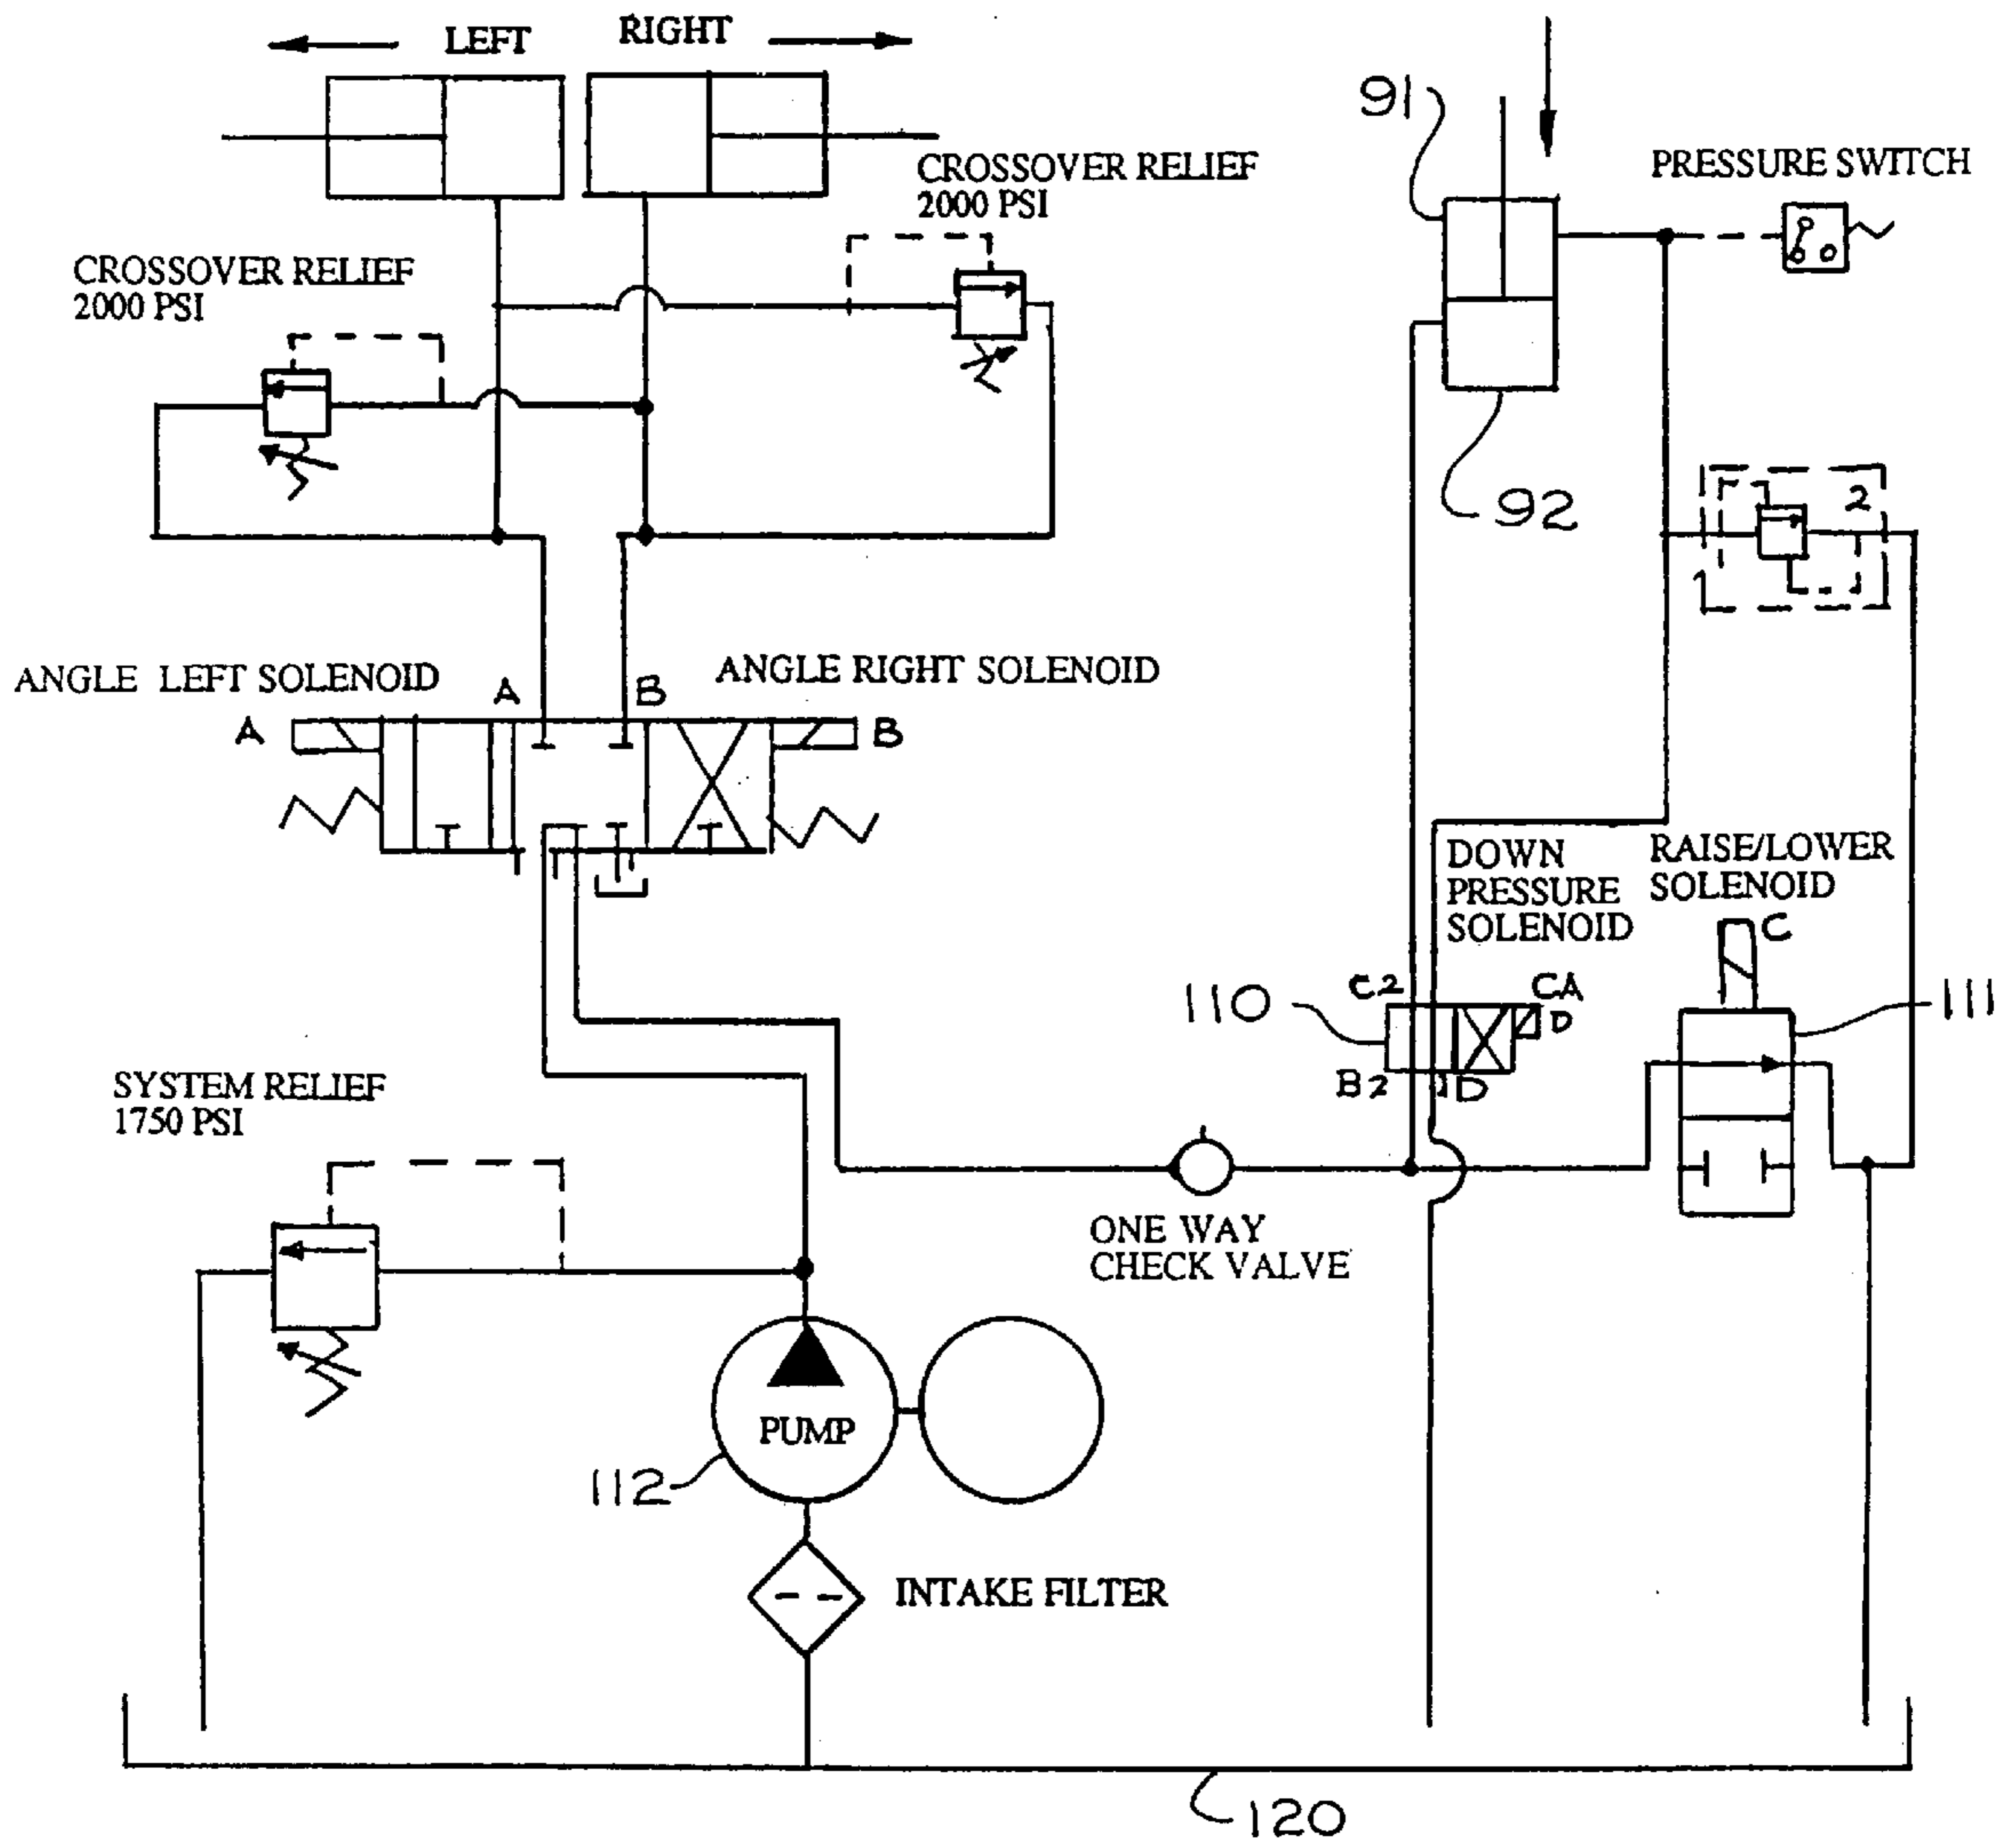 LEFT
RIGHT
91
PRESSURE SWITCH
CROSSOVER RELIEF
2000 PSI
CROSSOVER RELIEF
2000 PSI
92
1
2
ANGLE LEFT SOLENOID
A
B
ANGLE RIGHT SOLENOID
A
B
DOWN
PRESSURE
SOLENOID
RAISE/LOWER
SOLENOID
C
110
C2
CA
D
B2
D
111
SYSTEM RELIEF
1750 PSI
ONE WAY
CHECK VALVE
PUMP
112
INTAKE FILTER
120